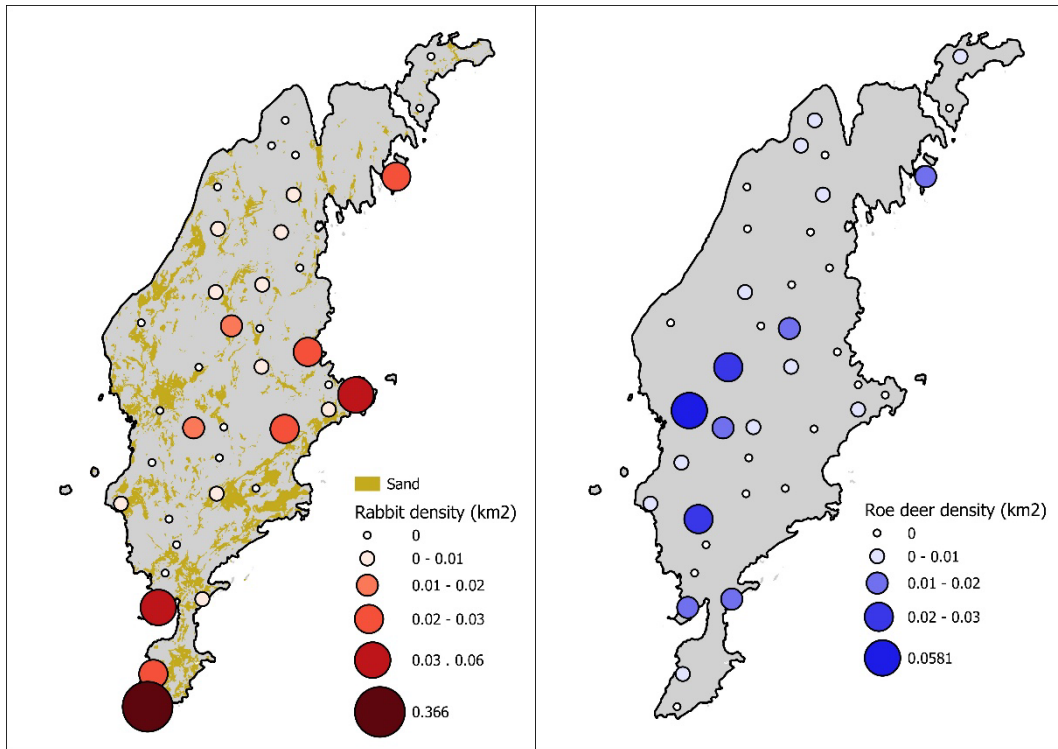 Sand
Rabbit density (km2)
0
0 - 0.01
0.01 - 0.02
0.02 - 0.03
0.03 . 0.06
0.366
Roe deer density (km2)
0
0 - 0.01
0.01 - 0.02
0.02 - 0.03
0.0581